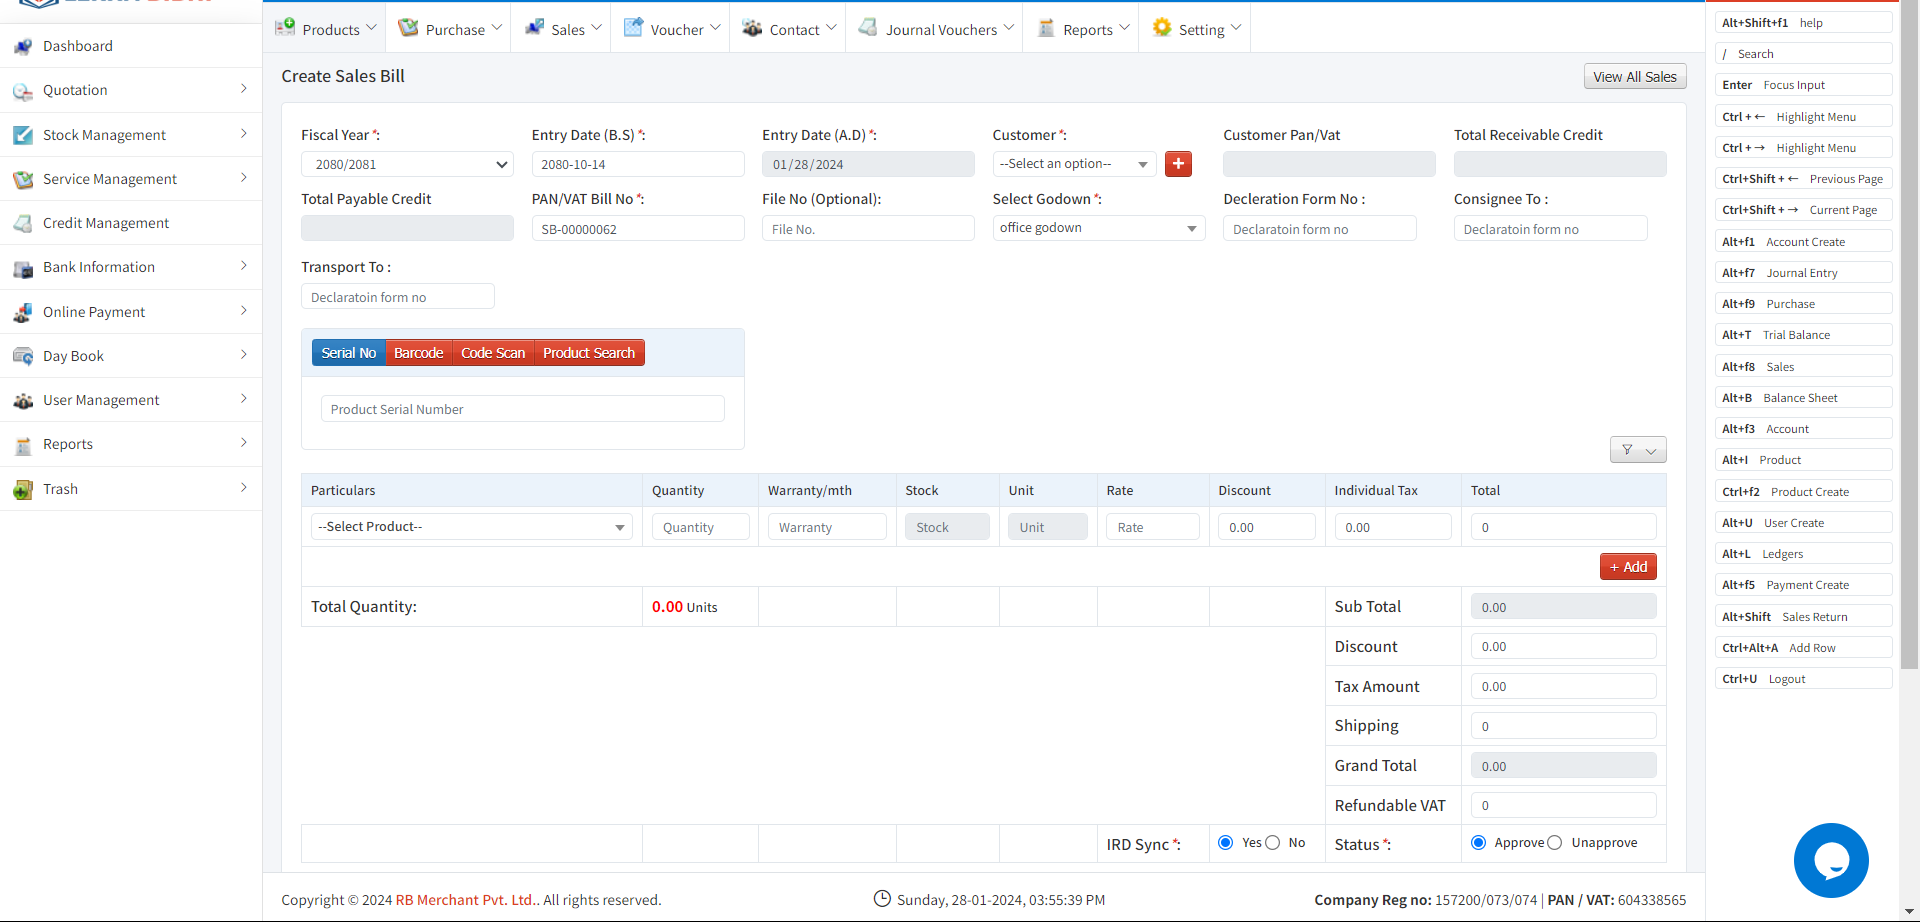 Products
Purchase
Sales
Voucher
Contact
Journal Vouchers
Reports
Setting
Dashboard
Quotation
Stock Management
Service Management
Credit Management
Bank Information
Online Payment
Day Book
User Management
Reports
Trash
Create Sales Bill
View All Sales
Fiscal Year *:
2080/2081
Entry Date (B.S) *:
2080-10-14
Entry Date (A.D) *:
01/28/2024
Customer *:
--Select an option--
+
Customer Pan/Vat
Total Receivable Credit
Total Payable Credit
PAN/VAT Bill No *:
SB-00000062
File No (Optional):
File No.
Select Godown *:
office godown
Decleration Form No :
Declaratoin form no
Consignee To :
Declaratoin form no
Transport To :
Declaratoin form no
Serial No Barcode Code Scan Product Search
Product Serial Number
Particulars Quantity Warranty/mth Stock Unit Rate Discount Individual Tax Total
--Select Product-- Quantity Warranty Stock Unit Rate 0.00 0.00 0
+ Add
Total Quantity: 0.00 Units Sub Total 0.00
Discount 0.00
Tax Amount 0.00
Shipping 0
Grand Total 0.00
Refundable VAT 0
IRD Sync *: Yes No Status *: Approve Unapprove
Copyright © 2024 RB Merchant Pvt. Ltd.. All rights reserved.
Sunday, 28-01-2024, 03:55:39 PM
Company Reg no: 157200/073/074 | PAN / VAT: 604338565
Alt+Shift+f1 help
/ Search
Enter Focus Input
Ctrl + ← Highlight Menu
Ctrl + → Highlight Menu
Ctrl+Shift + ← Previous Page
Ctrl+Shift + → Current Page
Alt+f1 Account Create
Alt+f7 Journal Entry
Alt+f9 Purchase
Alt+T Trial Balance
Alt+f8 Sales
Alt+B Balance Sheet
Alt+f3 Account
Alt+I Product
Ctrl+f2 Product Create
Alt+U User Create
Alt+L Ledgers
Alt+f5 Payment Create
Alt+Shift Sales Return
Ctrl+Alt+A Add Row
Ctrl+U Logout